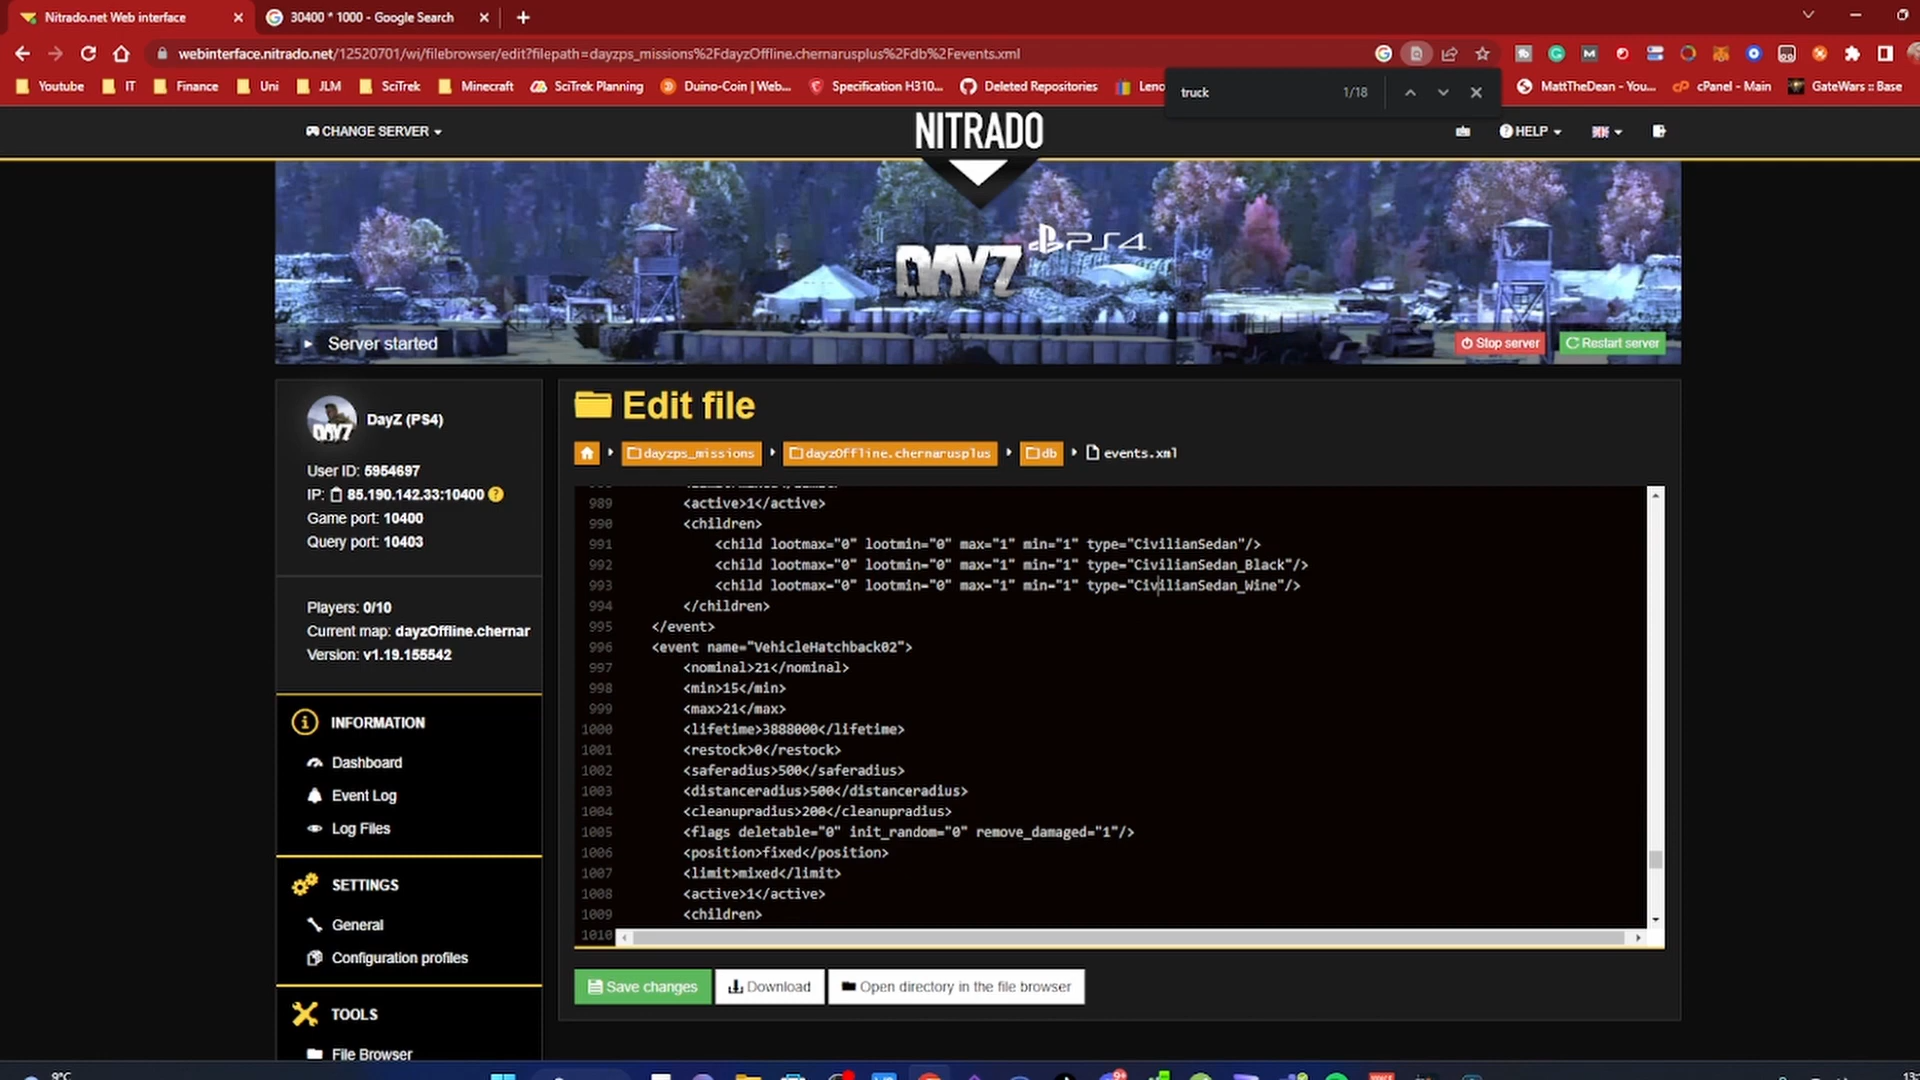 Nitrado.net Web interface
30400 * 1000 - Google Search
webinterface.nitrado.net/12520701/wi/filebrowser/edit?filepath=dayzps_missions%2FdayzOffline.chernarusplus%2Fdb%2Fevents.xml
Youtube
IT
Finance
Uni
JLM
SciTrek
Minecraft
SciTrek Planning
Duino-Coin | Web...
Specification H310...
Deleted Repositories
Leno
truck
1/18
MattTheDean - You...
cPanel - Main
GateWars :: Base
CHANGE SERVER
NITRADO
HELP
DAYZ
PS4
Server started
Stop server
Restart server
DAYZ
DayZ (PS4)
User ID: 5954697
IP: 85.190.142.33:10400
Game port: 10400
Query port: 10403
Players: 0/10
Current map: dayzOffline.chernar
Version: v1.19.155542
INFORMATION
Dashboard
Event Log
Log Files
SETTINGS
General
Configuration profiles
TOOLS
File Browser
Edit file
dayzps_missions
dayzOffline.chernarusplus
db
events.xml
989 <active>1</active>
990 <children>
991 <child lootmax="0" lootmin="0" max="1" min="1" type="CivilianSedan"/>
992 <child lootmax="0" lootmin="0" max="1" min="1" type="CivilianSedan_Black"/>
993 <child lootmax="0" lootmin="0" max="1" min="1" type="CivilianSedan_Wine"/>
994 </children>
995 </event>
996 <event name="VehicleHatchback02">
997 <nominal>21</nominal>
998 <min>15</min>
999 <max>21</max>
1000 <lifetime>3888000</lifetime>
1001 <restock>0</restock>
1002 <saferadius>500</saferadius>
1003 <distanceradius>500</distanceradius>
1004 <cleanupradius>200</cleanupradius>
1005 <flags deletable="0" init_random="0" remove_damaged="1"/>
1006 <position>fixed</position>
1007 <limit>mixed</limit>
1008 <active>1</active>
1009 <children>
1010
Save changes
Download
Open directory in the file browser
9°C